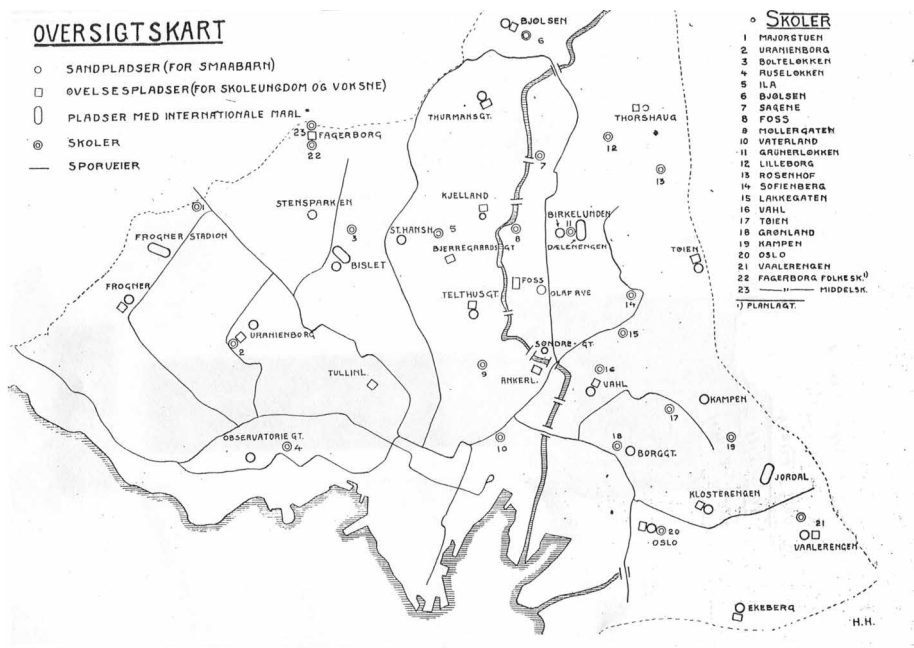 OVERSIGTSKART
SANDPLADSER (FOR SMAABARN)
ØVELSESPLADSER (FOR SKOLEUNGDOM OG VOKSNE)
PLADSER MED INTERNATIONALE MAAL
SKOLER
SPORVEIER
SKOLER
1 MAJORSTUEN
2 URANIENBORG
3 BOLTELØKKEN
4 RUSELØKKEN
5 ILA
6 BJØLSEN
7 SAGENE
8 FOSS
9 MØLLERGATEN
10 VATERLAND
11 GRÜNERLØKKEN
12 LILLEBORG
13 ROSENHOF
14 SOFIENBERG
15 LAKKEGATEN
16 VAHL
17 TØIEN
18 GRØNLAND
19 KAMPEN
20 OSLO
21 VAALERENGEN
22 FAGERBORG FOLKESK. 1)
23 —"— MIDDELSK.
1) PLANLAGT.
BJØLSEN
6
THURMANSGT.
THORSHAUG
23 FAGERBORG
22
12
7
13
STENSPARKEN
KJELLAND
1
FROGNER STADION
3
ST. HANSH.
5
8
BIRKELUNDEN
11
DÆLENENGEN
BJERREGAARDSGT
BISLET
TØIEN
FROGNER
FOSS
TELTHUSGT.
OLAF RYE
14
URANIENBORG
2
15
SØNDRE-GT.
TULLINL.
9
ANKERL.
16
VAHL
KAMPEN
17
OBSERVATORIE GT.
4
10
18
BORGGT.
19
JORDAL
KLOSTERENGEN
20
OSLO
21
VAALERENGEN
EKEBERG
H.H.